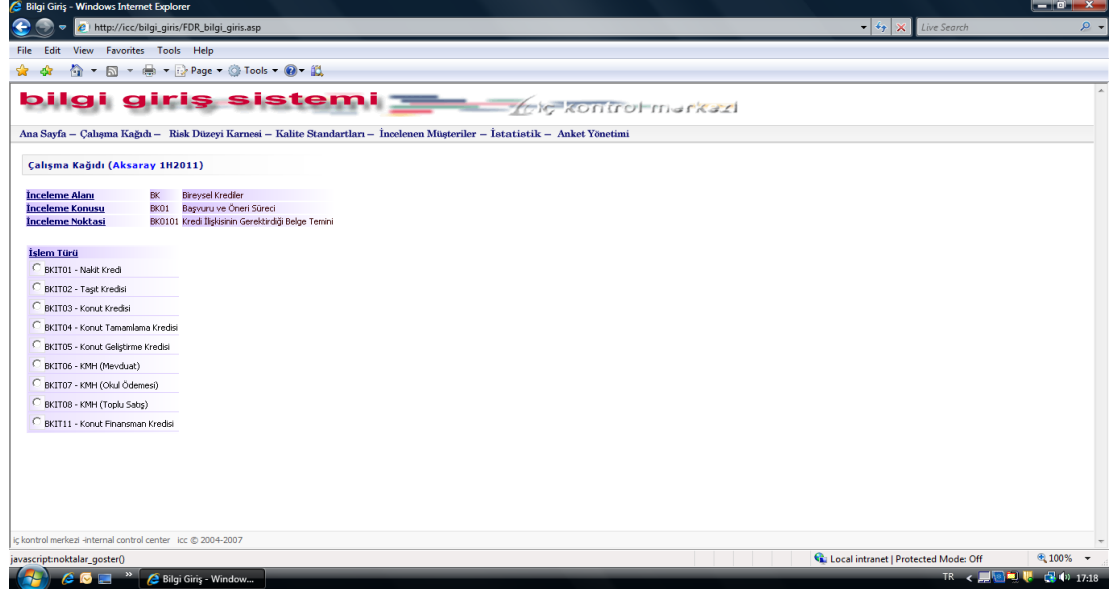 Bilgi Giriş - Windows Internet Explorer
http://icc/bilgi_giris/FDR_bilgi_giris.asp
Live Search
File Edit View Favorites Tools Help
Page Tools
bilgi giriş sistemi iç kontrol merkezi
Ana Sayfa – Çalışma Kağıdı – Risk Düzeyi Karnesi – Kalite Standartları – İncelenen Müşteriler – İstatistik – Anket Yönetimi
Çalışma Kağıdı (Aksaray 1H2011)
İnceleme Alanı BK Bireysel Krediler
İnceleme Konusu BK01 Başvuru ve Öneri Süreci
İnceleme Noktasi BK0101 Kredi İlişkisinin Gerektirdiği Belge Temini
İşlem Türü
BKIT01 - Nakit Kredi
BKIT02 - Taşıt Kredisi
BKIT03 - Konut Kredisi
BKIT04 - Konut Tamamlama Kredisi
BKIT05 - Konut Geliştirme Kredisi
BKIT06 - KMH (Mevduat)
BKIT07 - KMH (Okul Ödemesi)
BKIT08 - KMH (Toplu Satış)
BKIT11 - Konut Finansman Kredisi
iç kontrol merkezi -internal control center icc © 2004-2007
javascript:noktalar_goster()
Local intranet | Protected Mode: Off
100%
Bilgi Giriş - Window...
TR
17:18